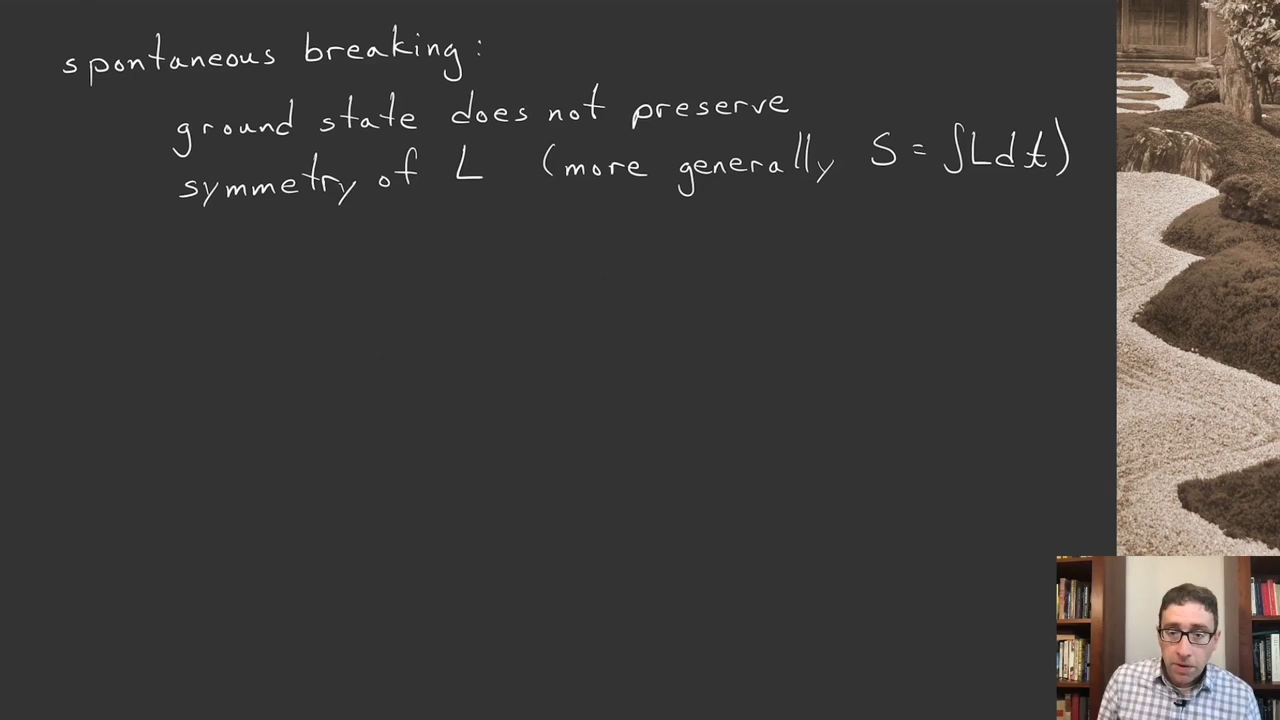 spontaneous breaking:
ground state does not preserve
symmetry of L (more generally S = ∫L dt)